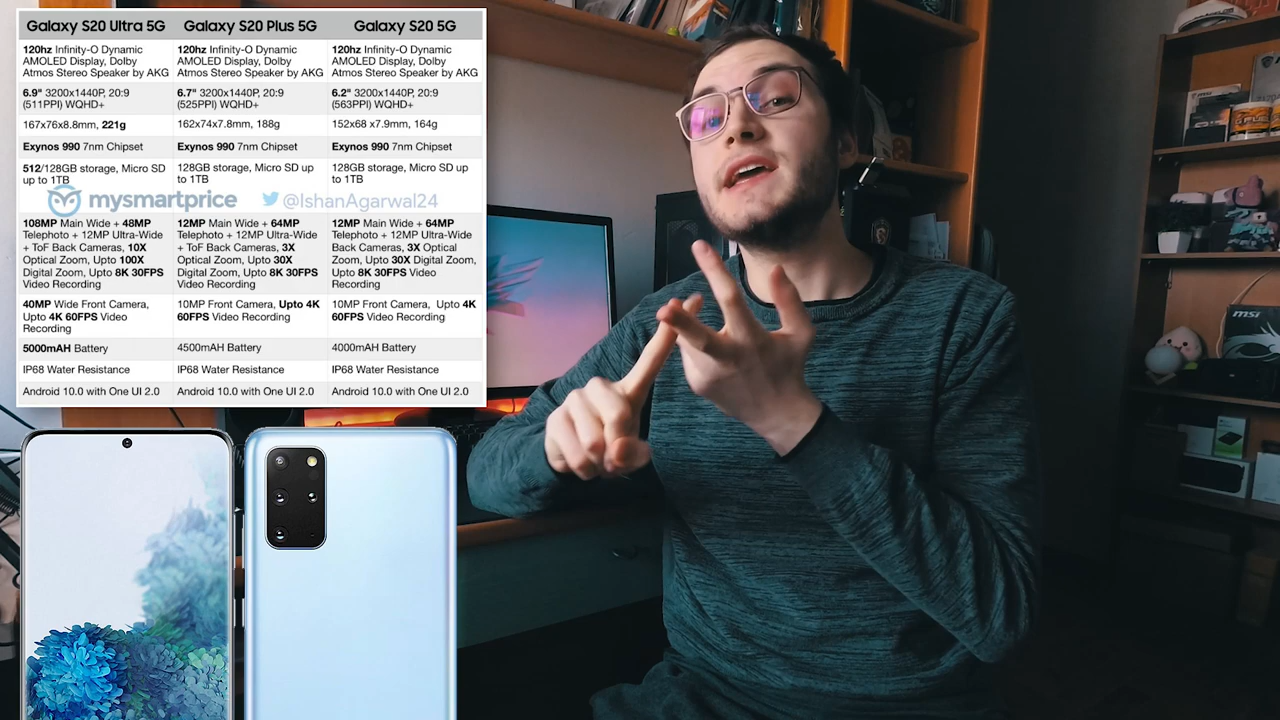 Galaxy S20 Ultra 5G
Galaxy S20 Plus 5G
Galaxy S20 5G
120hz Infinity-O Dynamic
AMOLED Display, Dolby
Atmos Stereo Speaker by AKG
120hz Infinity-O Dynamic
AMOLED Display, Dolby
Atmos Stereo Speaker by AKG
120hz Infinity-O Dynamic
AMOLED Display, Dolby
Atmos Stereo Speaker by AKG
6.9" 3200x1440P, 20:9
(511PPI) WQHD+
6.7" 3200x1440P, 20:9
(525PPI) WQHD+
6.2" 3200x1440P, 20:9
(563PPI) WQHD+
167x76x8.8mm, 221g
162x74x7.8mm, 188g
152x68 x7.9mm, 164g
Exynos 990 7nm Chipset
Exynos 990 7nm Chipset
Exynos 990 7nm Chipset
512/128GB storage, Micro SD
up to 1TB
128GB storage, Micro SD up
to 1TB
128GB storage, Micro SD up
to 1TB
mysmartprice
@IshanAgarwal24
108MP Main Wide + 48MP
Telephoto + 12MP Ultra-Wide
+ ToF Back Cameras, 10X
Optical Zoom, Upto 100X
Digital Zoom, Upto 8K 30FPS
Video Recording
12MP Main Wide + 64MP
Telephoto + 12MP Ultra-Wide
+ ToF Back Cameras, 3X
Optical Zoom, Upto 30X
Digital Zoom, Upto 8K 30FPS
Video Recording
12MP Main Wide + 64MP
Telephoto + 12MP Ultra-Wide
Back Cameras, 3X Optical
Zoom, Upto 30X Digital Zoom,
Upto 8K 30FPS Video
Recording
40MP Wide Front Camera,
Upto 4K 60FPS Video
Recording
10MP Front Camera, Upto 4K
60FPS Video Recording
10MP Front Camera, Upto 4K
60FPS Video Recording
5000mAH Battery
4500mAH Battery
4000mAH Battery
IP68 Water Resistance
IP68 Water Resistance
IP68 Water Resistance
Android 10.0 with One UI 2.0
Android 10.0 with One UI 2.0
Android 10.0 with One UI 2.0
msi